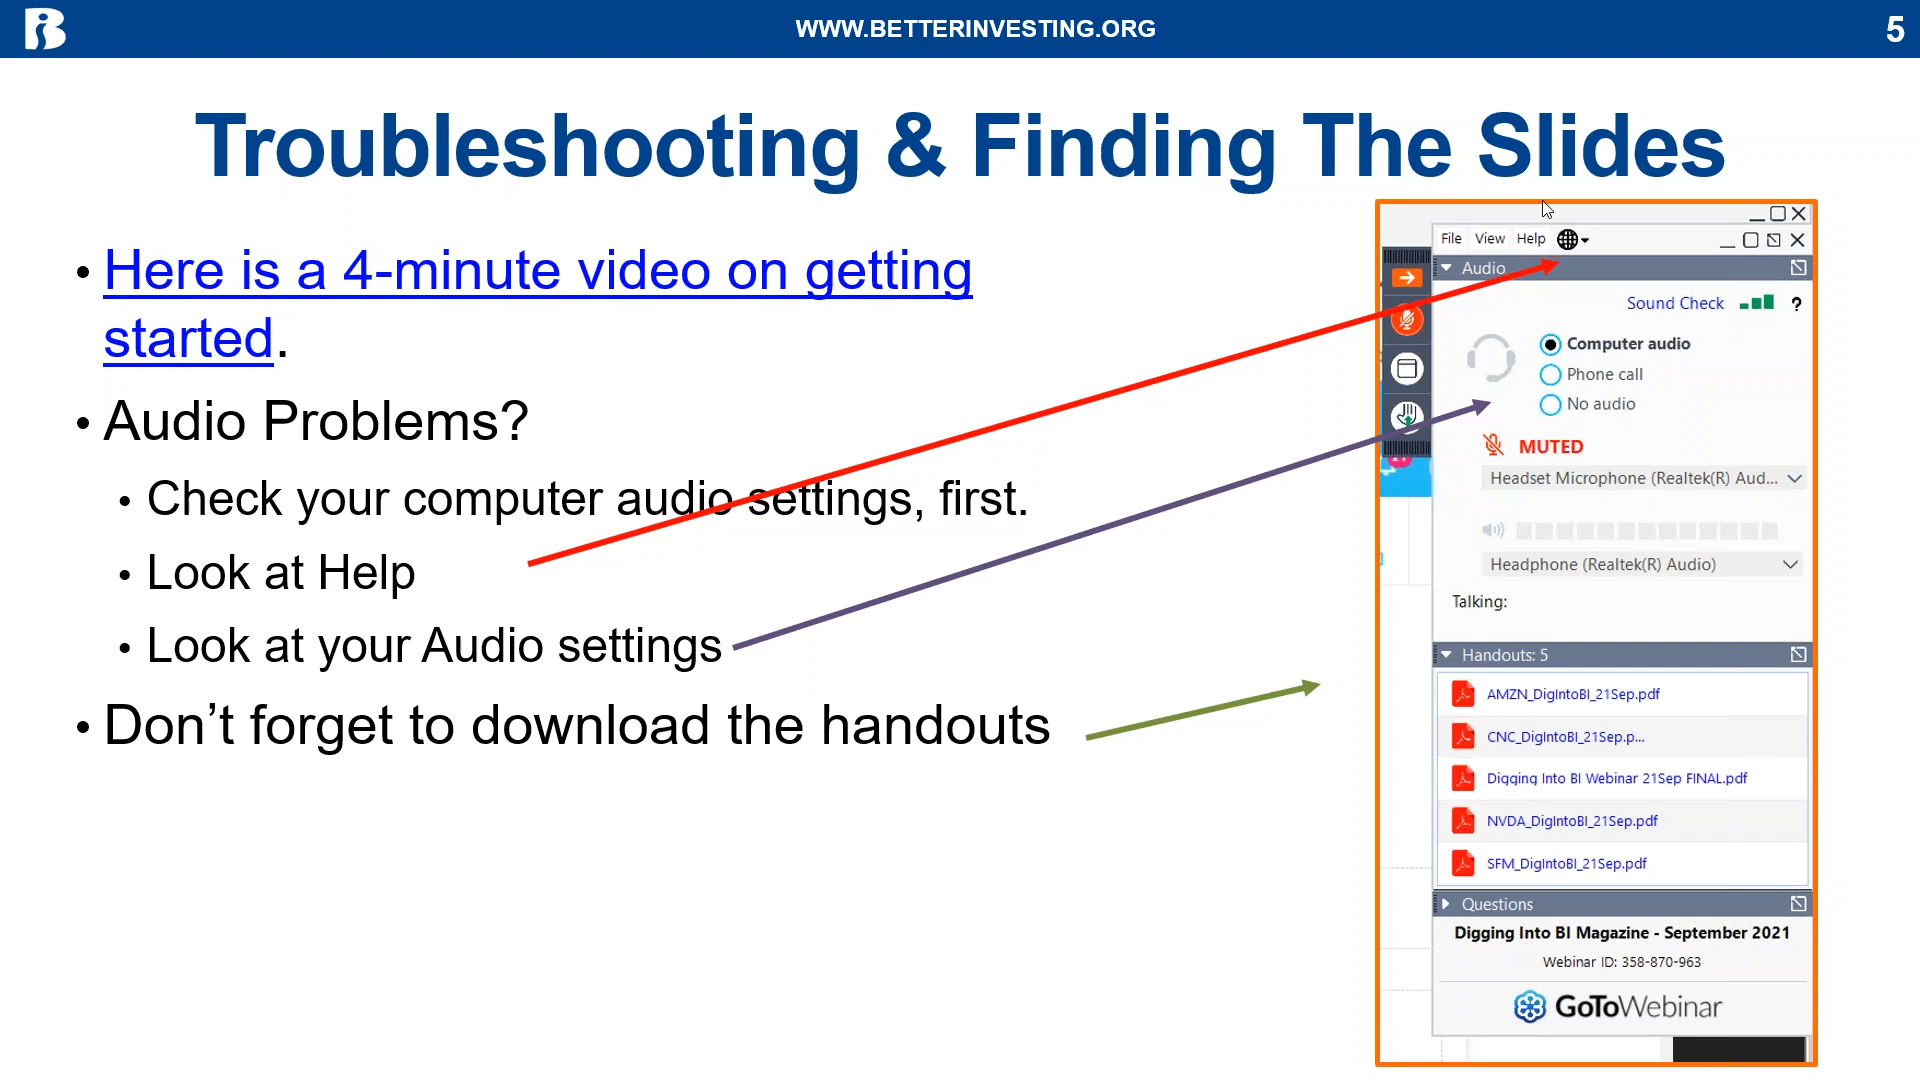 WWW.BETTERINVESTING.ORG
5
Troubleshooting & Finding The Slides
• Here is a 4-minute video on getting
started.
• Audio Problems?
• Check your computer audio settings, first.
• Look at Help
• Look at your Audio settings
• Don’t forget to download the handouts
File View Help
Audio
Sound Check ?
Computer audio
Phone call
No audio
MUTED
Headset Microphone (Realtek(R) Aud...
Headphone (Realtek(R) Audio)
Talking:
Handouts: 5
AMZN_DigIntoBI_21Sep.pdf
CNC_DigIntoBI_21Sep.p...
Digging Into BI Webinar 21Sep FINAL.pdf
NVDA_DigIntoBI_21Sep.pdf
SFM_DigIntoBI_21Sep.pdf
Questions
Digging Into BI Magazine - September 2021
Webinar ID: 358-870-963
GoToWebinar